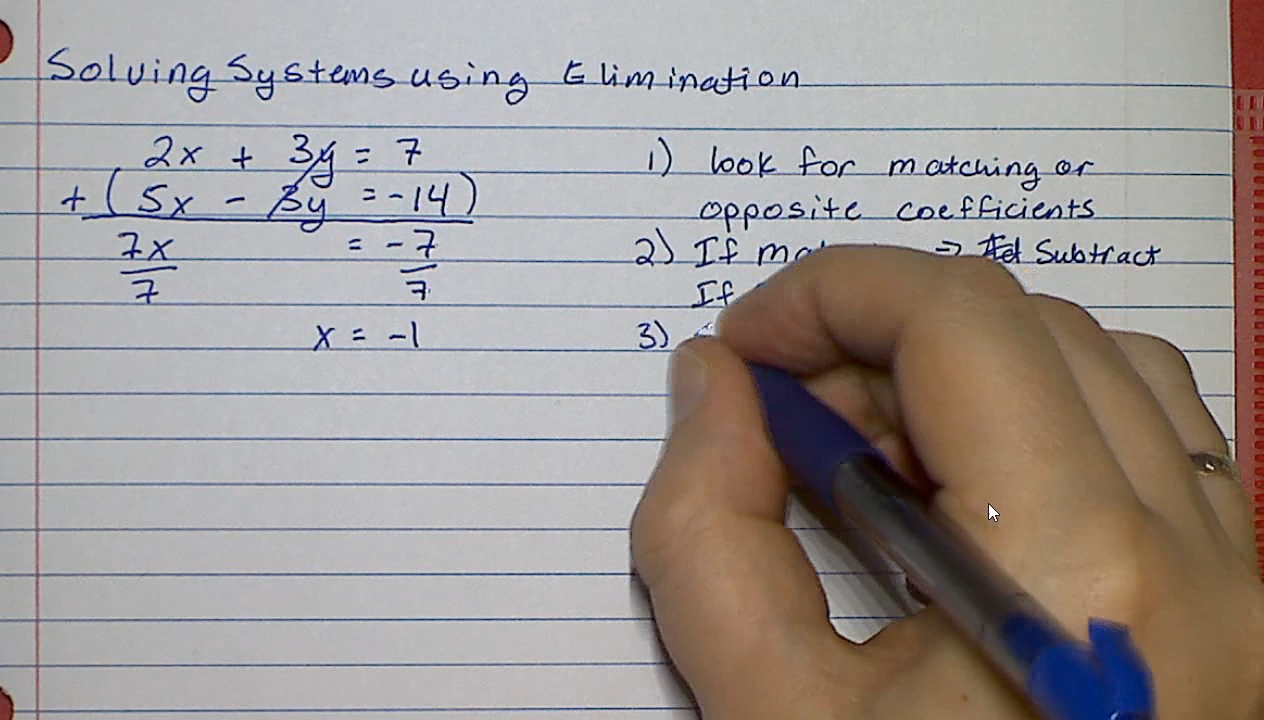 Solving Systems using Elimination
2x + 3y = 7
+ ( 5x - 3y = -14 )
7x = -7
7 7
x = -1
1) look for matching or
opposite coefficients
2) If ⇒ Subtract
If
3)